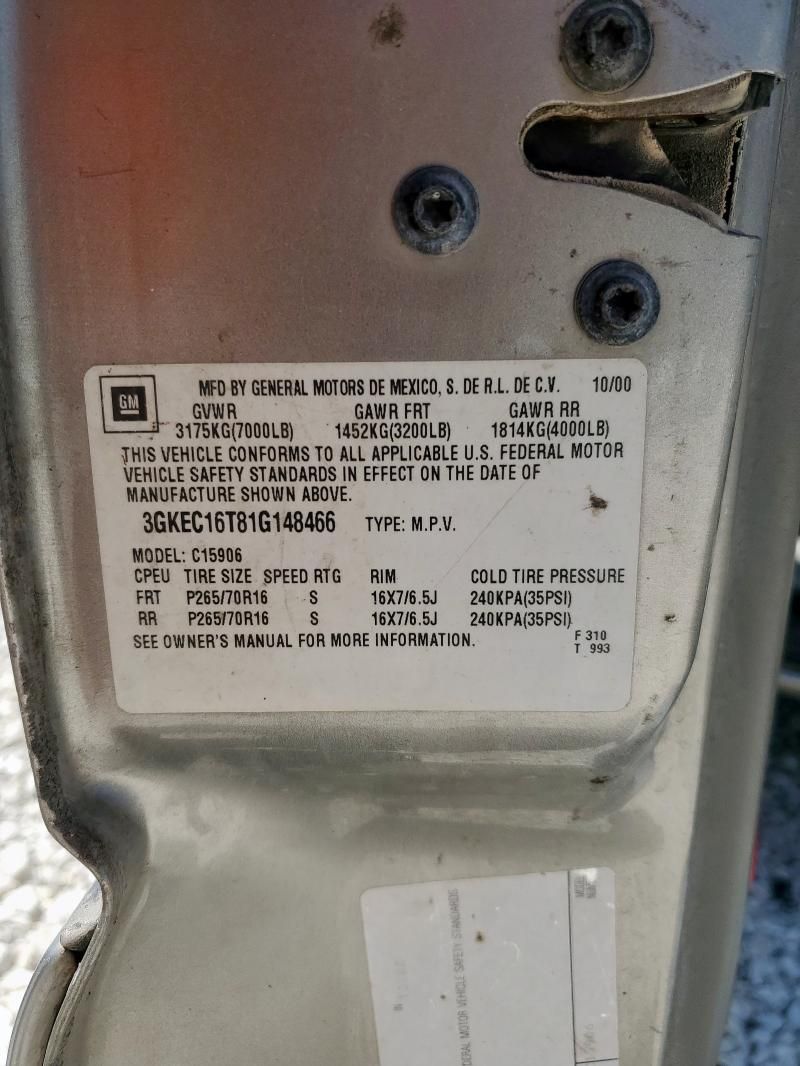 GM
MFD BY GENERAL MOTORS DE MEXICO, S. DE R.L. DE C.V. 10/00
GVWR GAWR FRT GAWR RR
3175KG(7000LB) 1452KG(3200LB) 1814KG(4000LB)
THIS VEHICLE CONFORMS TO ALL APPLICABLE U.S. FEDERAL MOTOR
VEHICLE SAFETY STANDARDS IN EFFECT ON THE DATE OF
MANUFACTURE SHOWN ABOVE.
3GKEC16T81G148466 TYPE: M.P.V.
MODEL: C15906
CPEU TIRE SIZE SPEED RTG RIM COLD TIRE PRESSURE
FRT P265/70R16 S 16X7/6.5J 240KPA(35PSI)
RR P265/70R16 S 16X7/6.5J 240KPA(35PSI)
SEE OWNER'S MANUAL FOR MORE INFORMATION.
F 310
T 993
MOTOR VEHICLE SAFETY STANDARDS